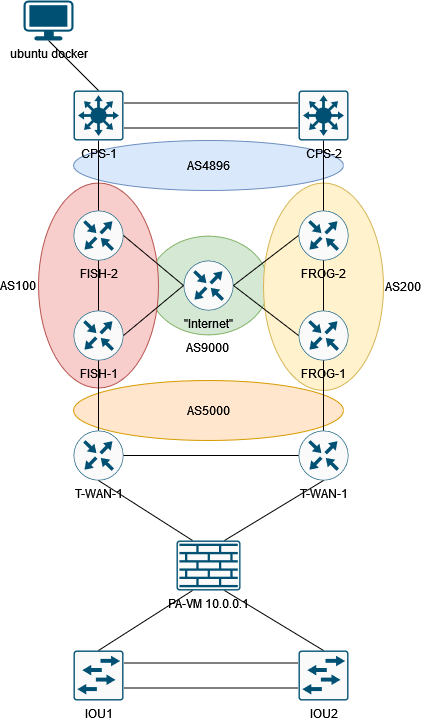 ubuntu docker
CPS-1
CPS-2
AS4896
FISH-2
FROG-2
AS100
AS200
"Internet"
AS9000
FISH-1
FROG-1
AS5000
T-WAN-1
T-WAN-1
PA-VM 10.0.0.1
IOU1
IOU2